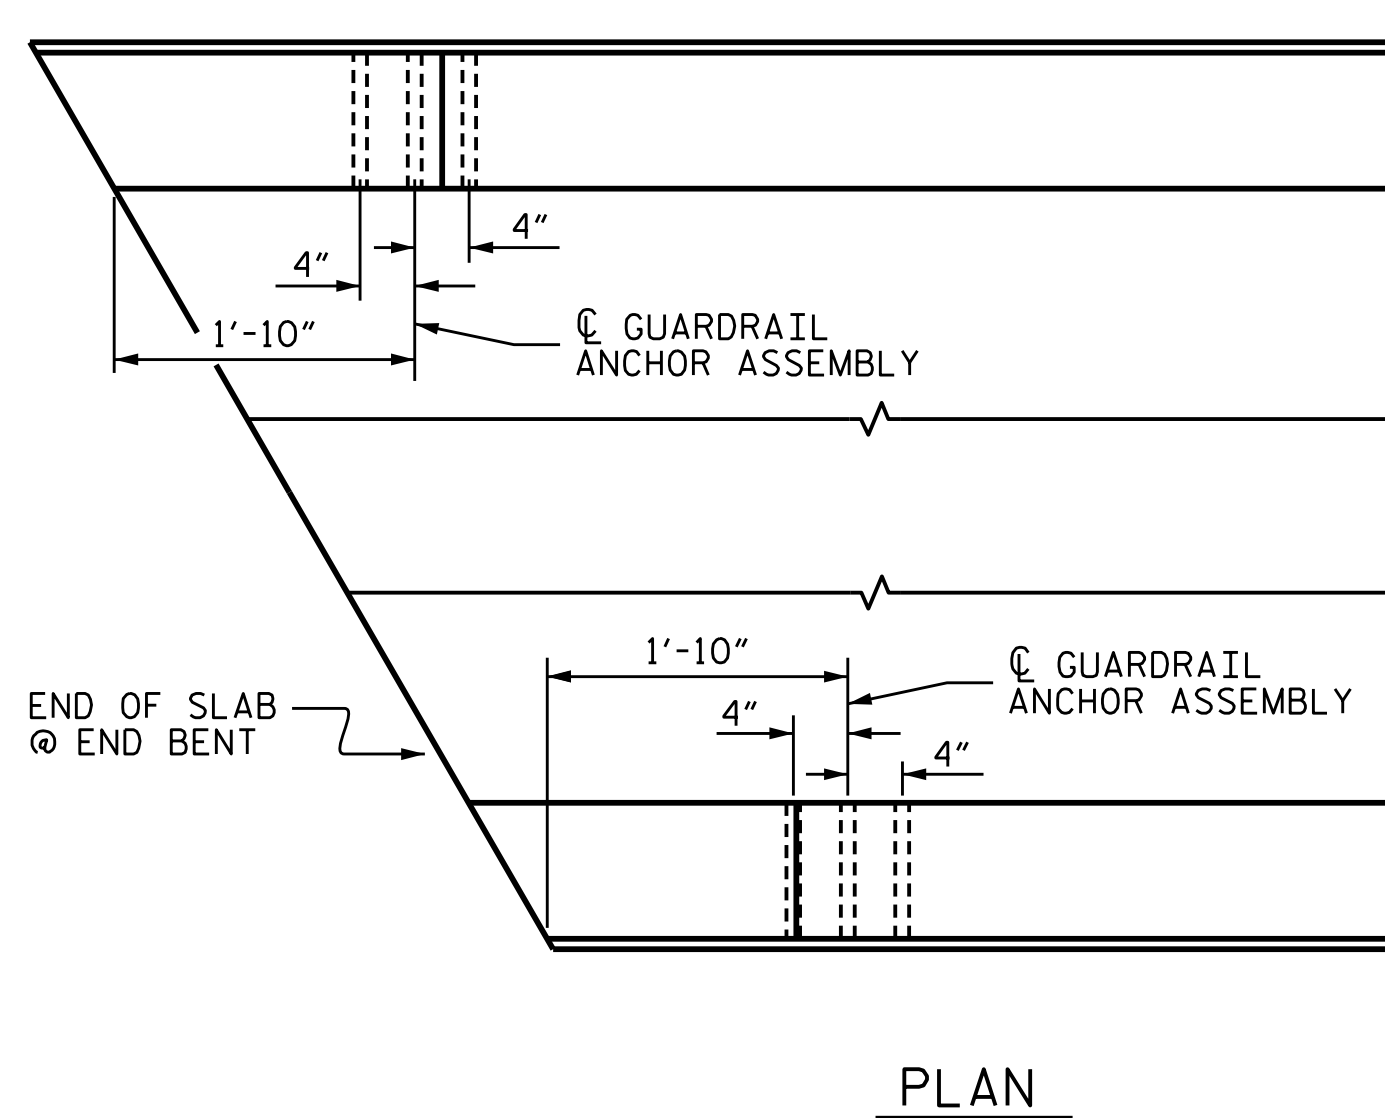 4"
4"
1'-10"
℄ GUARDRAIL
ANCHOR ASSEMBLY
1'-10"
℄ GUARDRAIL
ANCHOR ASSEMBLY
END OF SLAB
@ END BENT
4"
4"
PLAN